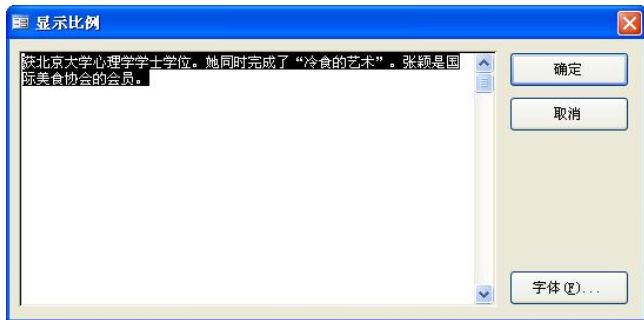 显示比例
获北京大学心理学学士学位。她同时完成了“冷食的艺术”。张颖是国
际美食协会的会员。
确定
取消
字体(F)...